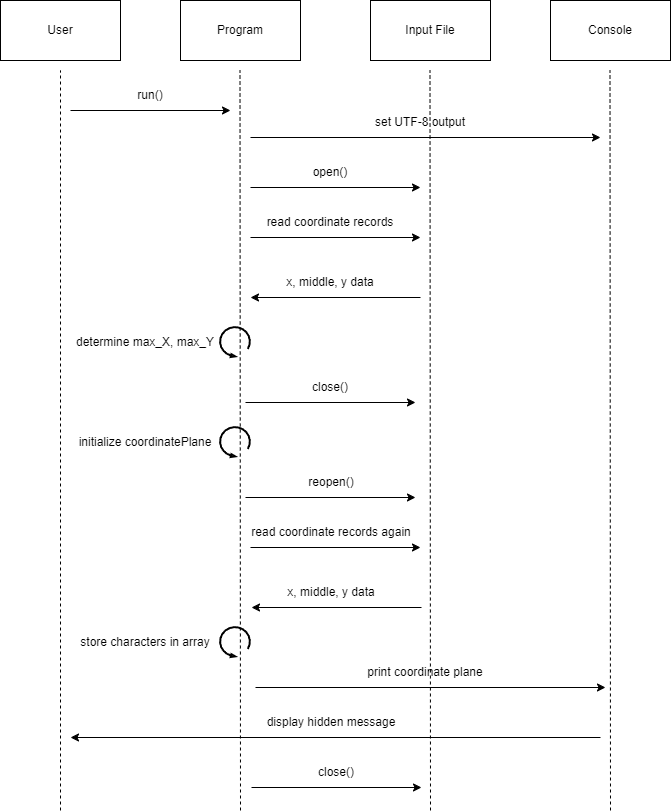 User
Program
Input File
Console
run()
set UTF-8 output
open()
read coordinate records
x, middle, y data
determine max_X, max_Y
close()
initialize coordinatePlane
reopen()
read coordinate records again
x, middle, y data
store characters in array
print coordinate plane
display hidden message
close()